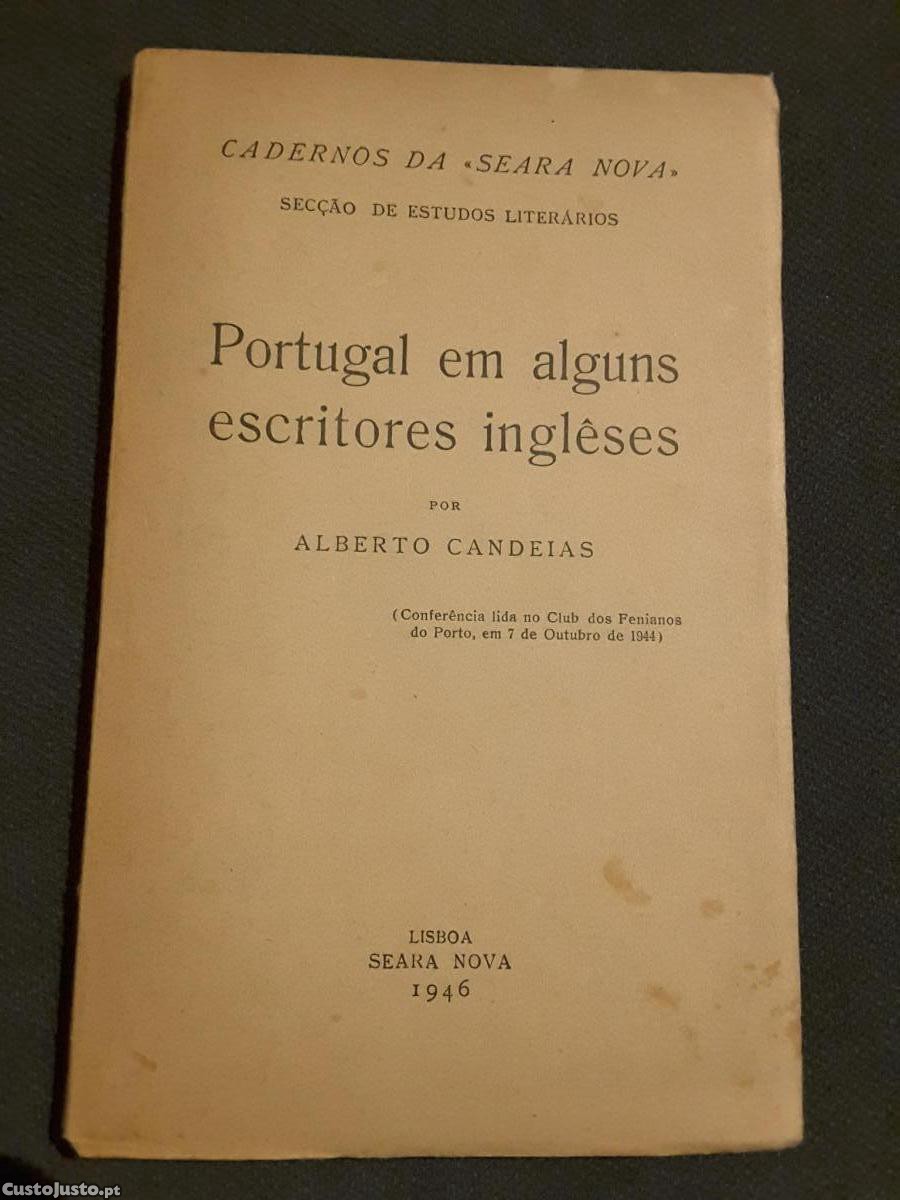 CADERNOS DA «SEARA NOVA»
SECÇÃO DE ESTUDOS LITERÁRIOS
Portugal em alguns
escritores inglêses
POR
ALBERTO CANDEIAS
(Conferência lida no Club dos Fenianos
do Porto, em 7 de Outubro de 1944)
LISBOA
SEARA NOVA
1946
CustoJusto.pt